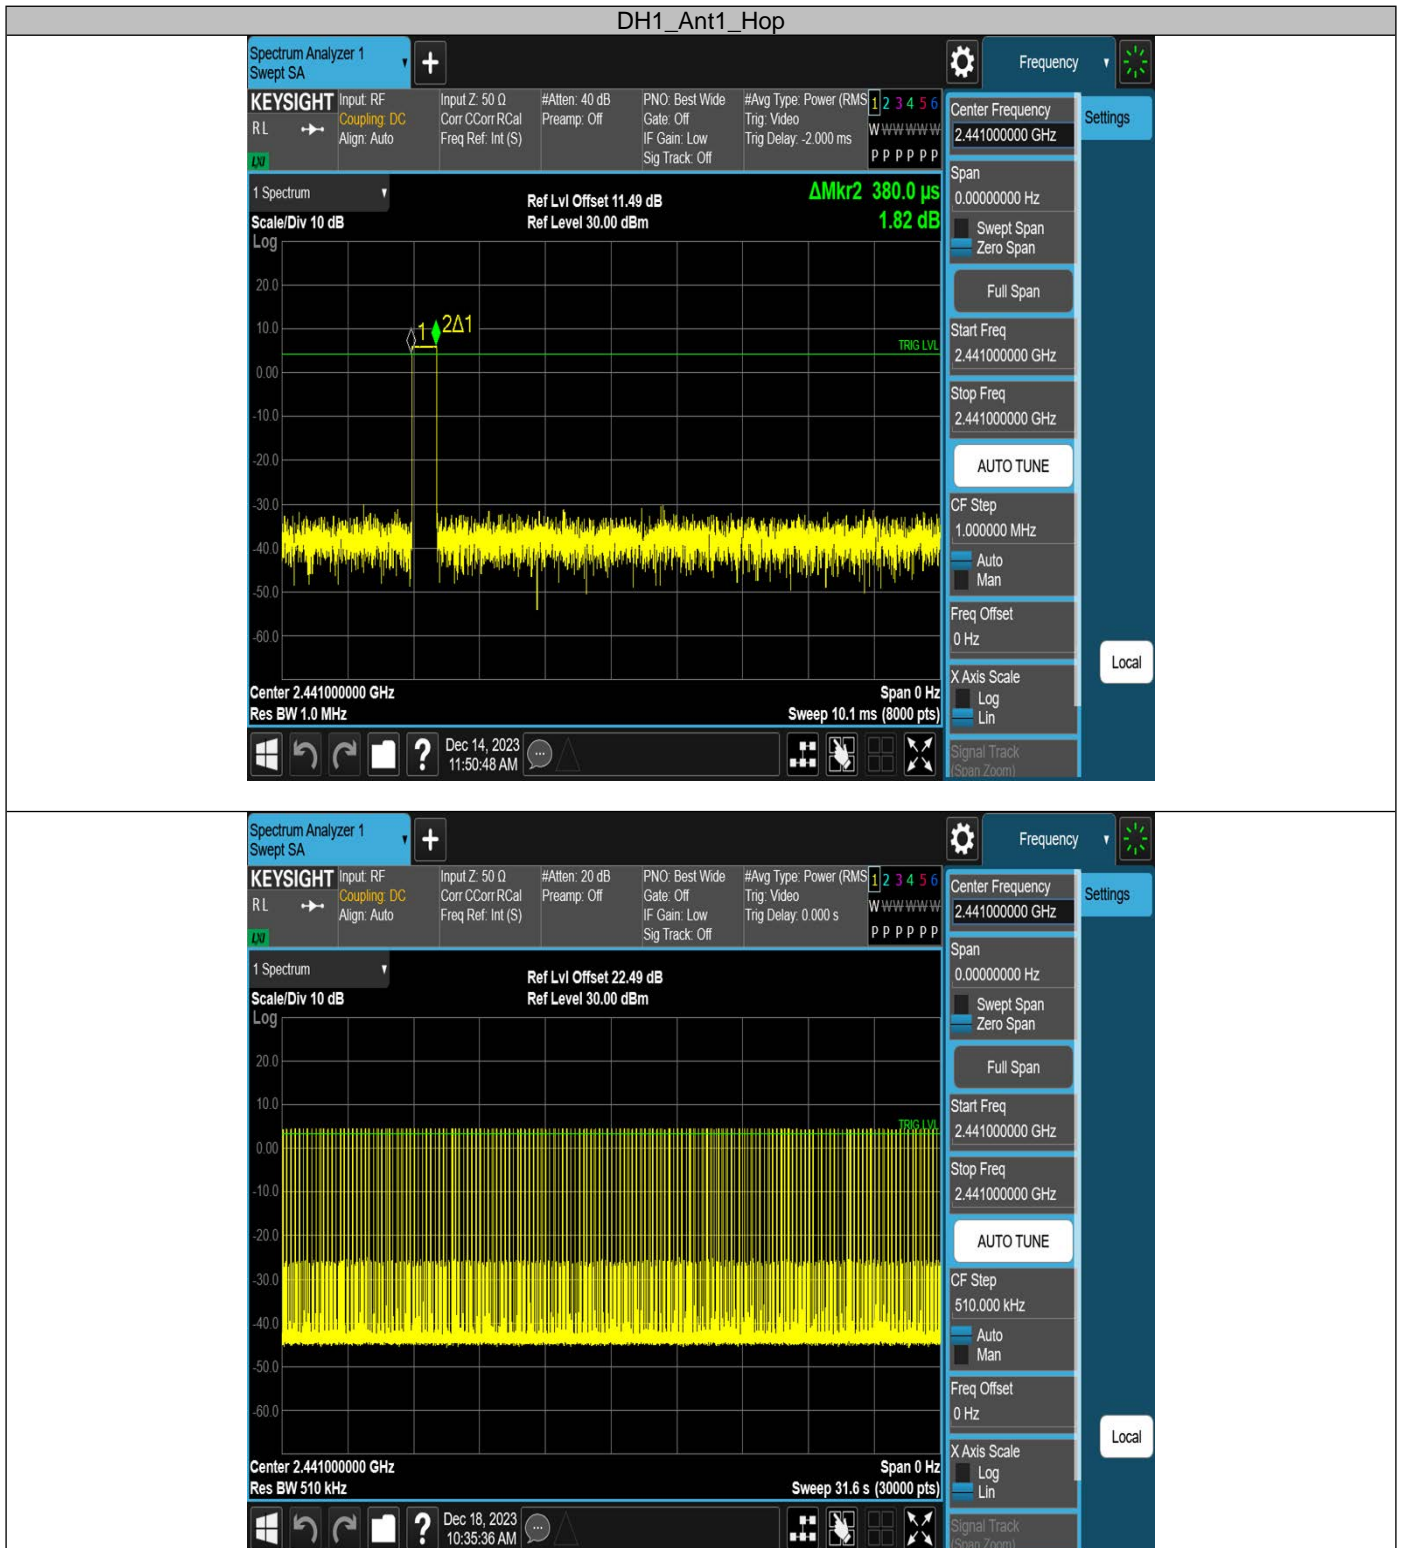 DH1_Ant1_Hop
Spectrum Analyzer 1
Swept SA
+
Frequency
KEYSIGHT
RL
LXI
Input: RF
Coupling: DC
Align: Auto
Input Z: 50 Ω
Corr CCorr RCal
Freq Ref: Int (S)
#Atten: 40 dB
Preamp: Off
PNO: Best Wide
Gate: Off
IF Gain: Low
Sig Track: Off
#Avg Type: Power (RMS
Trig: Video
Trig Delay: -2.000 ms
1 2 3 4 5 6
W W W W W W
P P P P P P
1 Spectrum
Scale/Div 10 dB
Log
Ref Lvl Offset 11.49 dB
Ref Level 30.00 dBm
ΔMkr2 380.0 µs
1.82 dB
20.0
10.0
0.00
-10.0
-20.0
-30.0
-40.0
-50.0
-60.0
1
2Δ1
TRIG LVL
Center 2.441000000 GHz
Res BW 1.0 MHz
Span 0 Hz
Sweep 10.1 ms (8000 pts)
Dec 14, 2023
11:50:48 AM
Center Frequency
2.441000000 GHz
Span
0.00000000 Hz
Swept Span
Zero Span
Full Span
Start Freq
2.441000000 GHz
Stop Freq
2.441000000 GHz
AUTO TUNE
CF Step
1.000000 MHz
Auto
Man
Freq Offset
0 Hz
X Axis Scale
Log
Lin
Signal Track
(Span Zoom)
Settings
Local
Spectrum Analyzer 1
Swept SA
+
Frequency
KEYSIGHT
RL
LXI
Input: RF
Coupling: DC
Align: Auto
Input Z: 50 Ω
Corr CCorr RCal
Freq Ref: Int (S)
#Atten: 20 dB
Preamp: Off
PNO: Best Wide
Gate: Off
IF Gain: Low
Sig Track: Off
#Avg Type: Power (RMS
Trig: Video
Trig Delay: 0.000 s
1 2 3 4 5 6
W W W W W W
P P P P P P
1 Spectrum
Scale/Div 10 dB
Log
Ref Lvl Offset 22.49 dB
Ref Level 30.00 dBm
20.0
10.0
0.00
-10.0
-20.0
-30.0
-40.0
-50.0
-60.0
TRIG LVL
Center 2.441000000 GHz
Res BW 510 kHz
Span 0 Hz
Sweep 31.6 s (30000 pts)
Dec 18, 2023
10:35:36 AM
Center Frequency
2.441000000 GHz
Span
0.00000000 Hz
Swept Span
Zero Span
Full Span
Start Freq
2.441000000 GHz
Stop Freq
2.441000000 GHz
AUTO TUNE
CF Step
510.000 kHz
Auto
Man
Freq Offset
0 Hz
X Axis Scale
Log
Lin
Signal Track
(Span Zoom)
Settings
Local